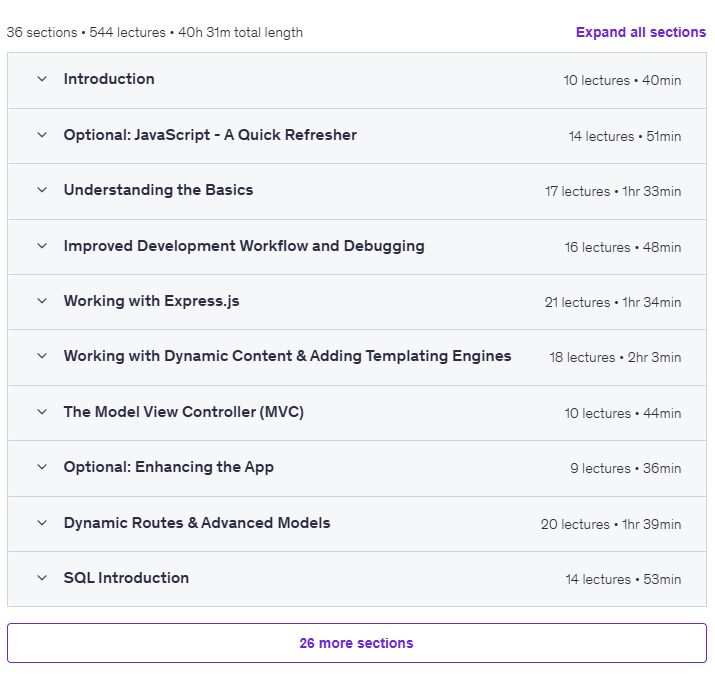 36 sections • 544 lectures • 40h 31m total length Expand all sections
Introduction 10 lectures • 40min
Optional: JavaScript - A Quick Refresher 14 lectures • 51min
Understanding the Basics 17 lectures • 1hr 33min
Improved Development Workflow and Debugging 16 lectures • 48min
Working with Express.js 21 lectures • 1hr 34min
Working with Dynamic Content & Adding Templating Engines 18 lectures • 2hr 3min
The Model View Controller (MVC) 10 lectures • 44min
Optional: Enhancing the App 9 lectures • 36min
Dynamic Routes & Advanced Models 20 lectures • 1hr 39min
SQL Introduction 14 lectures • 53min
26 more sections